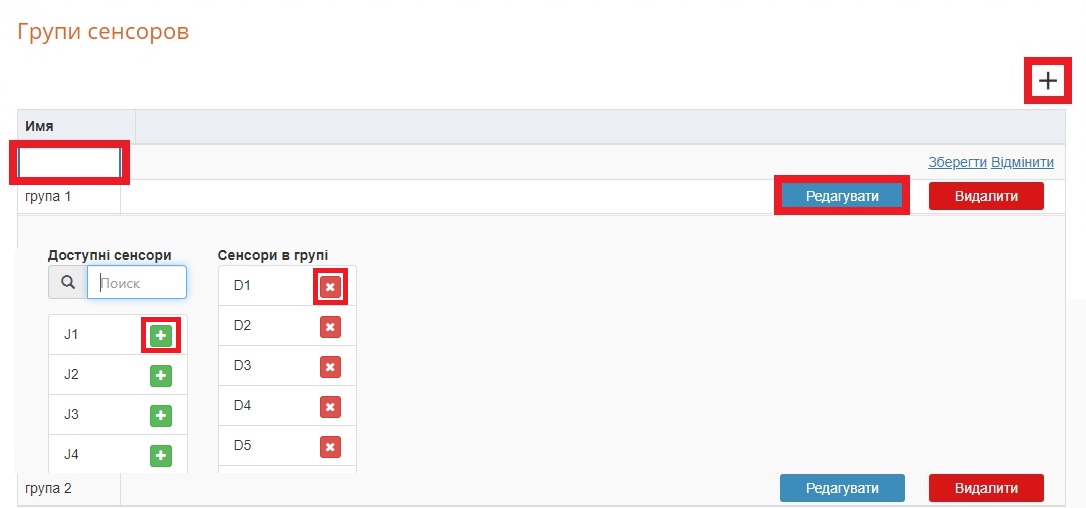 Групи сенсоров
Имя
Зберегти Відмінити
група 1 Редагувати Видалити
Доступні сенсори Сенсори в групі
Поиск D1
J1 D2
J2 D3
J3 D4
J4 D5
група 2 Редагувати Видалити